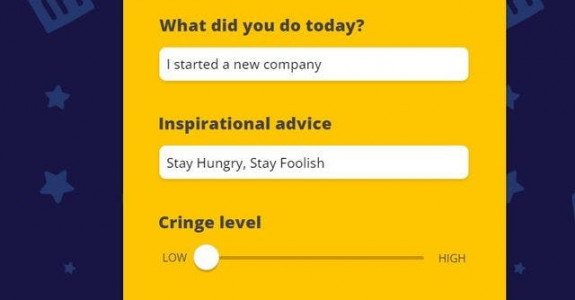 What did you do today?
I started a new company
Inspirational advice
Stay Hungry, Stay Foolish
Cringe level
LOW HIGH